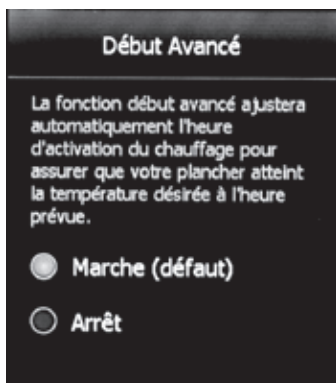 Début Avancé
La fonction début avancé ajustera
automatiquement l'heure
d'activation du chauffage pour
assurer que votre plancher atteint
la température désirée à l'heure
prévue.
Marche (défaut)
Arrêt